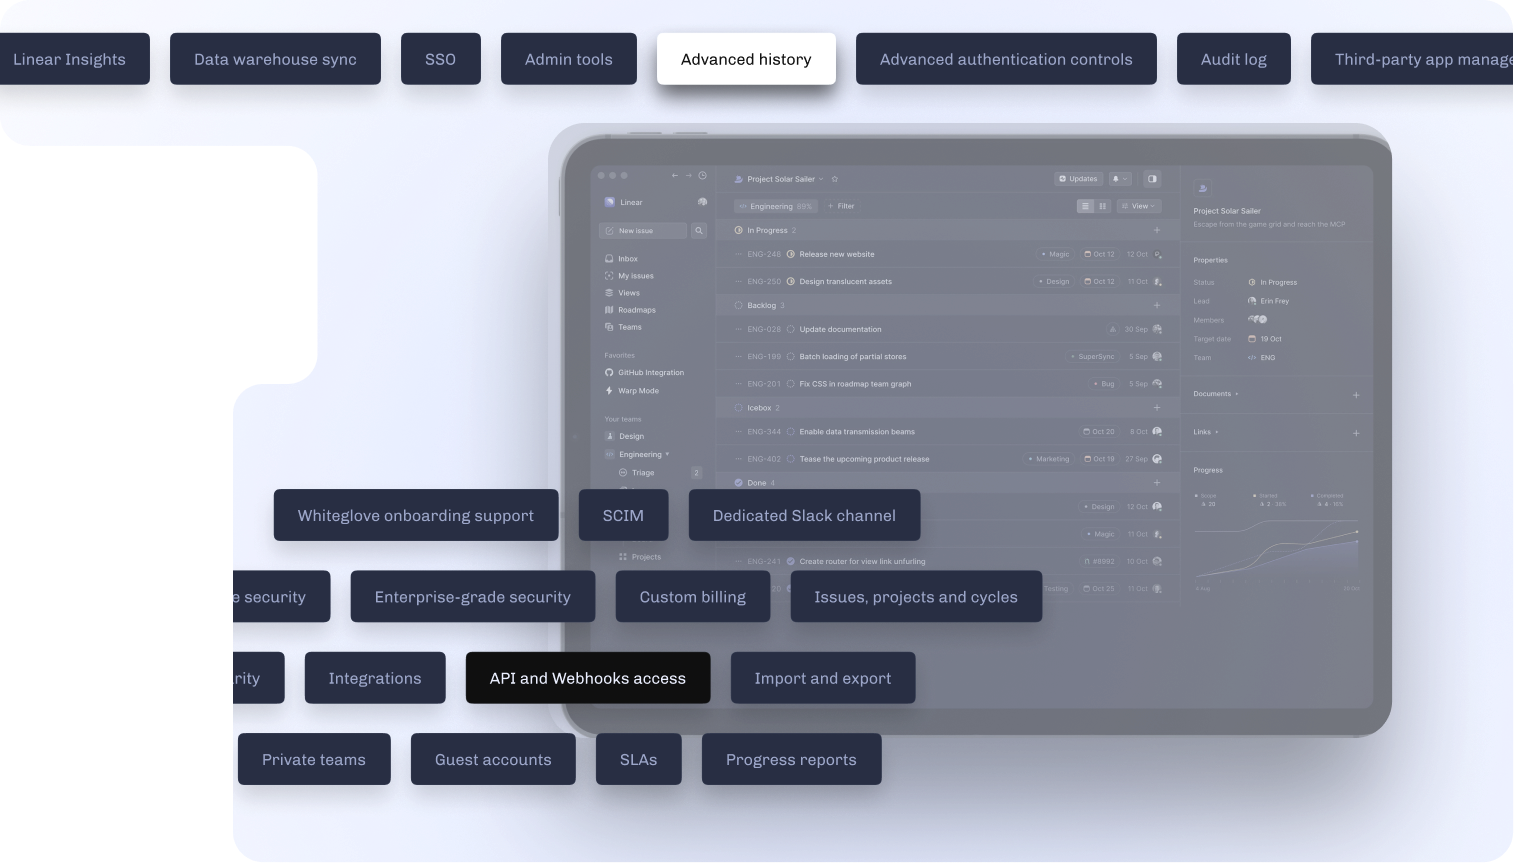 Linear Insights
Data warehouse sync
SSO
Admin tools
Advanced history
Advanced authentication controls
Audit log
Third-party app manage
Project Solar Sailer
Updates
Linear
Engineering 89%
Filter
View
New issue
In Progress 2
ENG-246 Release new website Magic Oct 12 12 Oct
ENG-250 Design translucent assets Design Oct 12 11 Oct
Backlog 3
ENG-028 Update documentation 30 Sep
ENG-199 Batch loading of partial stores SuperSync 5 Sep
ENG-201 Fix CSS in roadmap team graph Bug 5 Sep
Icebox 2
ENG-344 Enable data transmission beams Oct 20 8 Oct
ENG-402 Tease the upcoming product release Marketing Oct 19 27 Sep
Done 4
Design 12 Oct
Magic 11 Oct
ENG-241 Create router for view link unfurling #8992 10 Oct
20 Testing Oct 25 11 Oct
Inbox
My issues
Views
Roadmaps
Teams
Favorites
GitHub Integration
Warp Mode
Your teams
Design
Engineering
Triage 2
Projects
Project Solar Sailer
Escape from the game grid and reach the MCP
Properties
Status In Progress
Lead Erin Frey
Members
Target date 19 Oct
Team ENG
Documents
Links
Progress
Scope Started Completed
Whiteglove onboarding support
SCIM
Dedicated Slack channel
e security
Enterprise-grade security
Custom billing
Issues, projects and cycles
rity
Integrations
API and Webhooks access
Import and export
Private teams
Guest accounts
SLAs
Progress reports